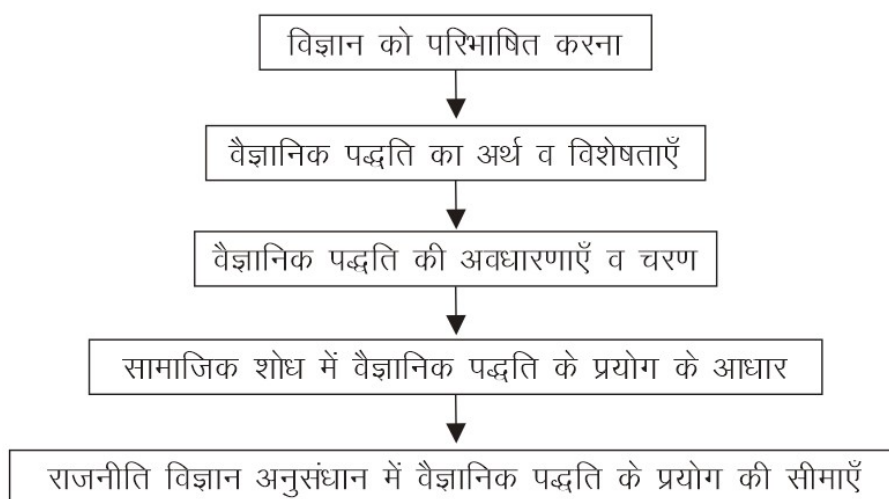 विज्ञान को परिभाषित करना
वैज्ञानिक पद्धति का अर्थ व विशेषताएँ
वैज्ञानिक पद्धति की अवधारणाएँ व चरण
सामाजिक शोध में वैज्ञानिक पद्धति के प्रयोग के आधार
राजनीति विज्ञान अनुसंधान में वैज्ञानिक पद्धति के प्रयोग की सीमाएँ